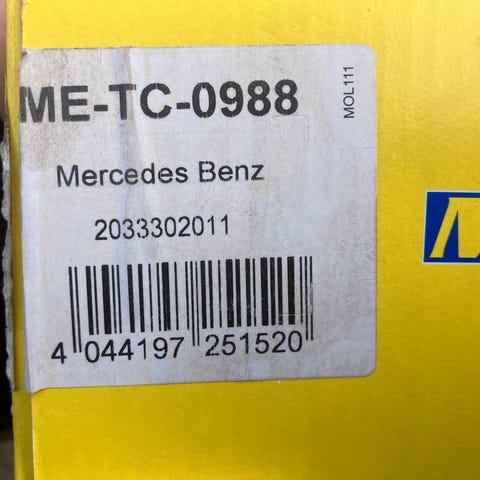 ME-TC-0988
MOL111
Mercedes Benz
2033302011
4 044197 251520